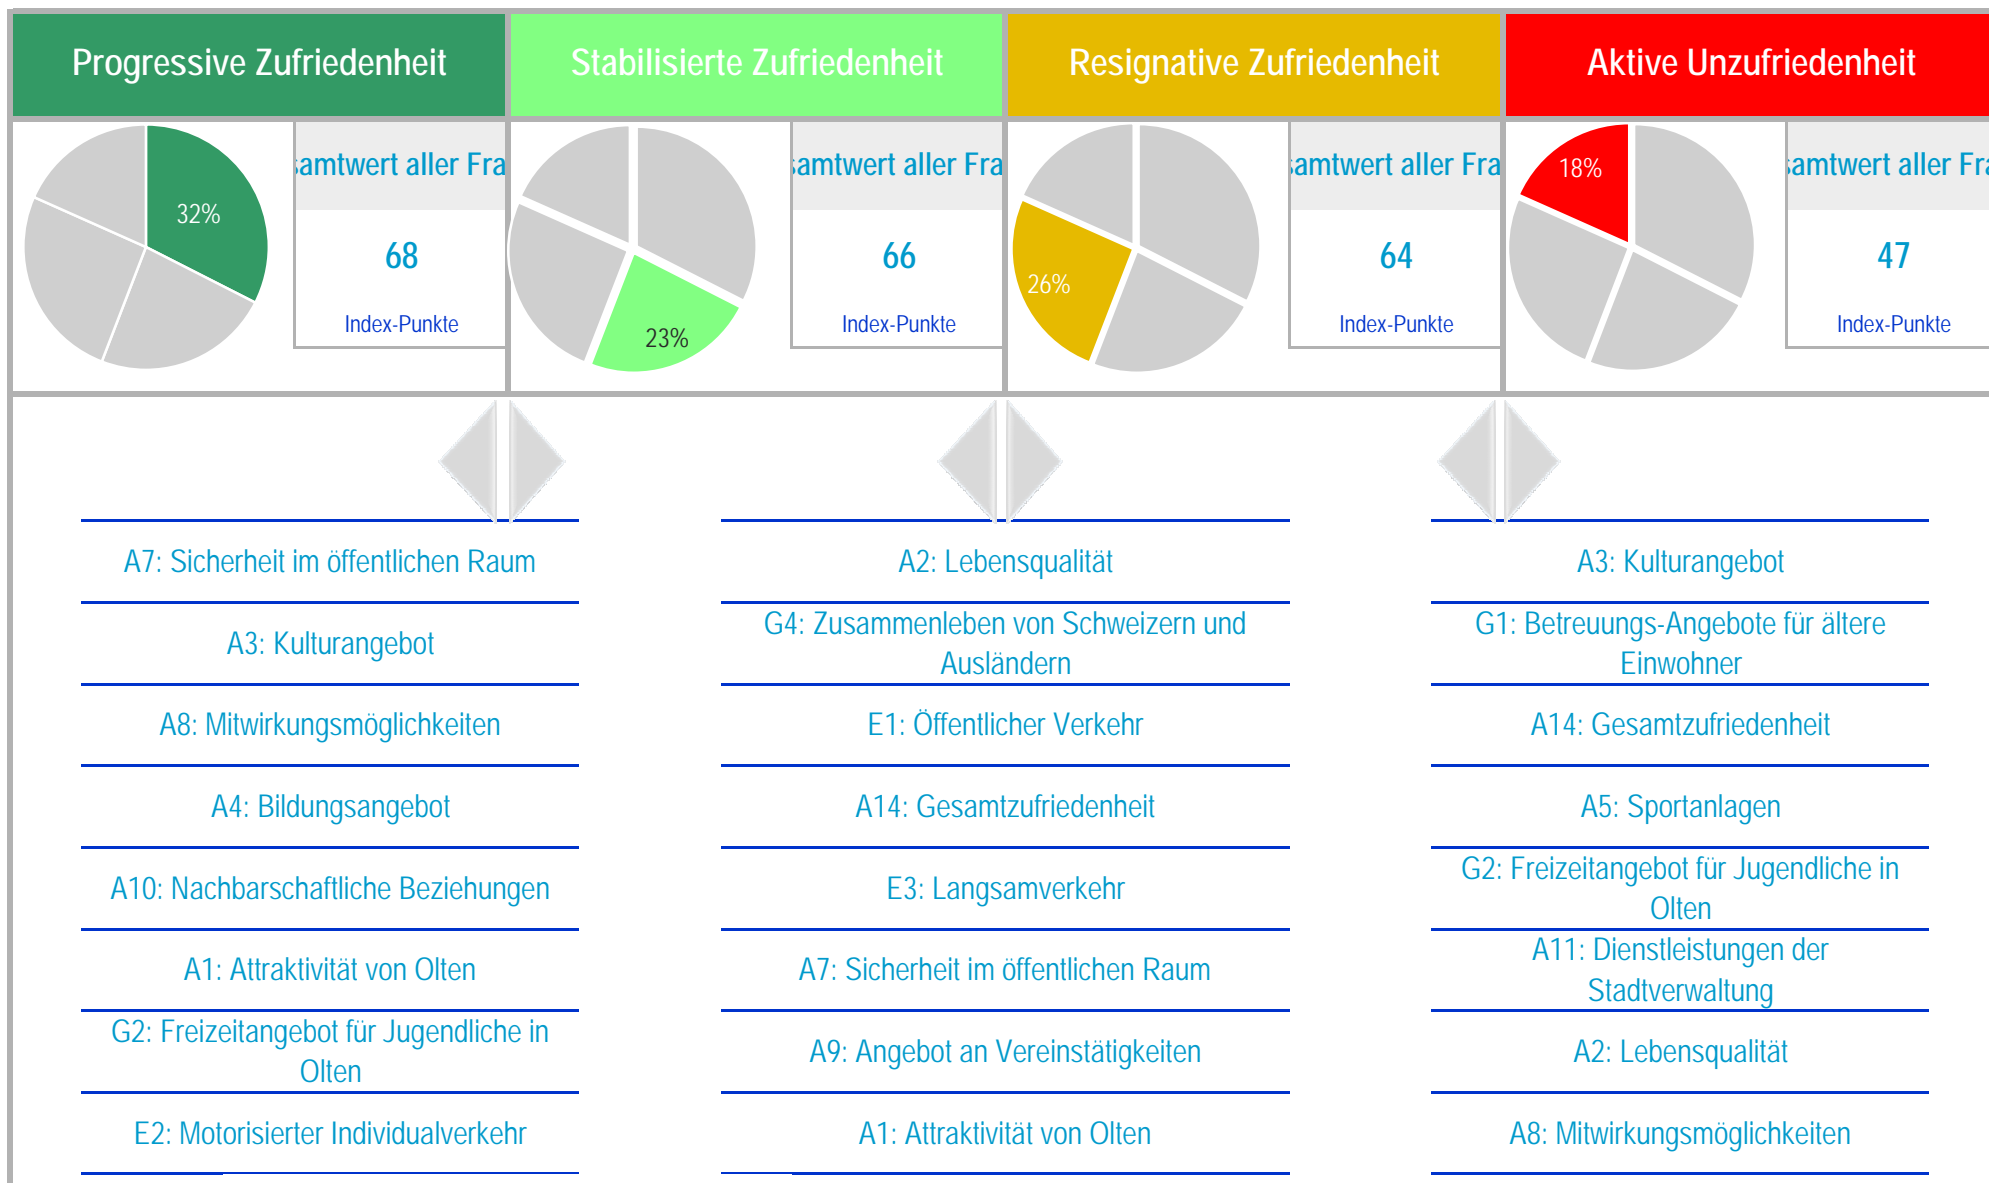 Progressive Zufriedenheit
Stabilisierte Zufriedenheit
Resignative Zufriedenheit
Aktive Unzufriedenheit
32%
samtwert aller Fra
68
Index-Punkte
23%
samtwert aller Fra
66
Index-Punkte
26%
samtwert aller Fra
64
Index-Punkte
18%
samtwert aller Fra
47
Index-Punkte
A7: Sicherheit im öffentlichen Raum
A3: Kulturangebot
A8: Mitwirkungsmöglichkeiten
A4: Bildungsangebot
A10: Nachbarschaftliche Beziehungen
A1: Attraktivität von Olten
G2: Freizeitangebot für Jugendliche in
Olten
E2: Motorisierter Individualverkehr
A2: Lebensqualität
G4: Zusammenleben von Schweizern und
Ausländern
E1: Öffentlicher Verkehr
A14: Gesamtzufriedenheit
E3: Langsamverkehr
A7: Sicherheit im öffentlichen Raum
A9: Angebot an Vereinstätigkeiten
A1: Attraktivität von Olten
A3: Kulturangebot
G1: Betreuungs-Angebote für ältere
Einwohner
A14: Gesamtzufriedenheit
A5: Sportanlagen
G2: Freizeitangebot für Jugendliche in
Olten
A11: Dienstleistungen der
Stadtverwaltung
A2: Lebensqualität
A8: Mitwirkungsmöglichkeiten